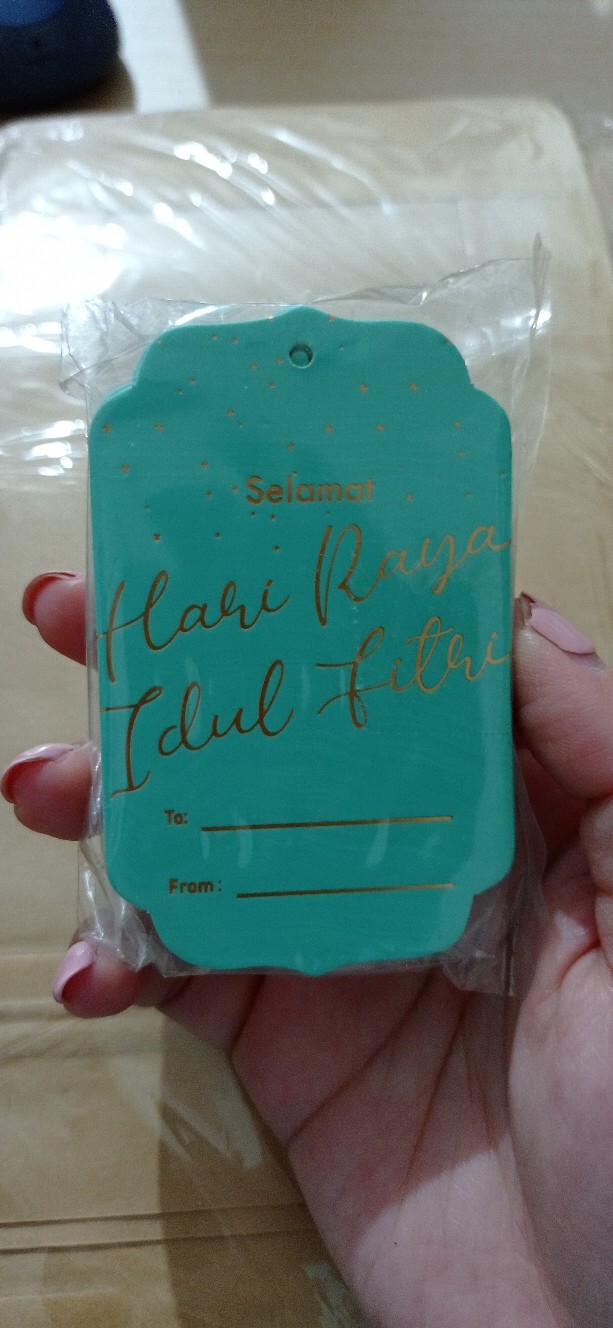 Selamat
Hari Raya
Idul Fitri
To:
From: